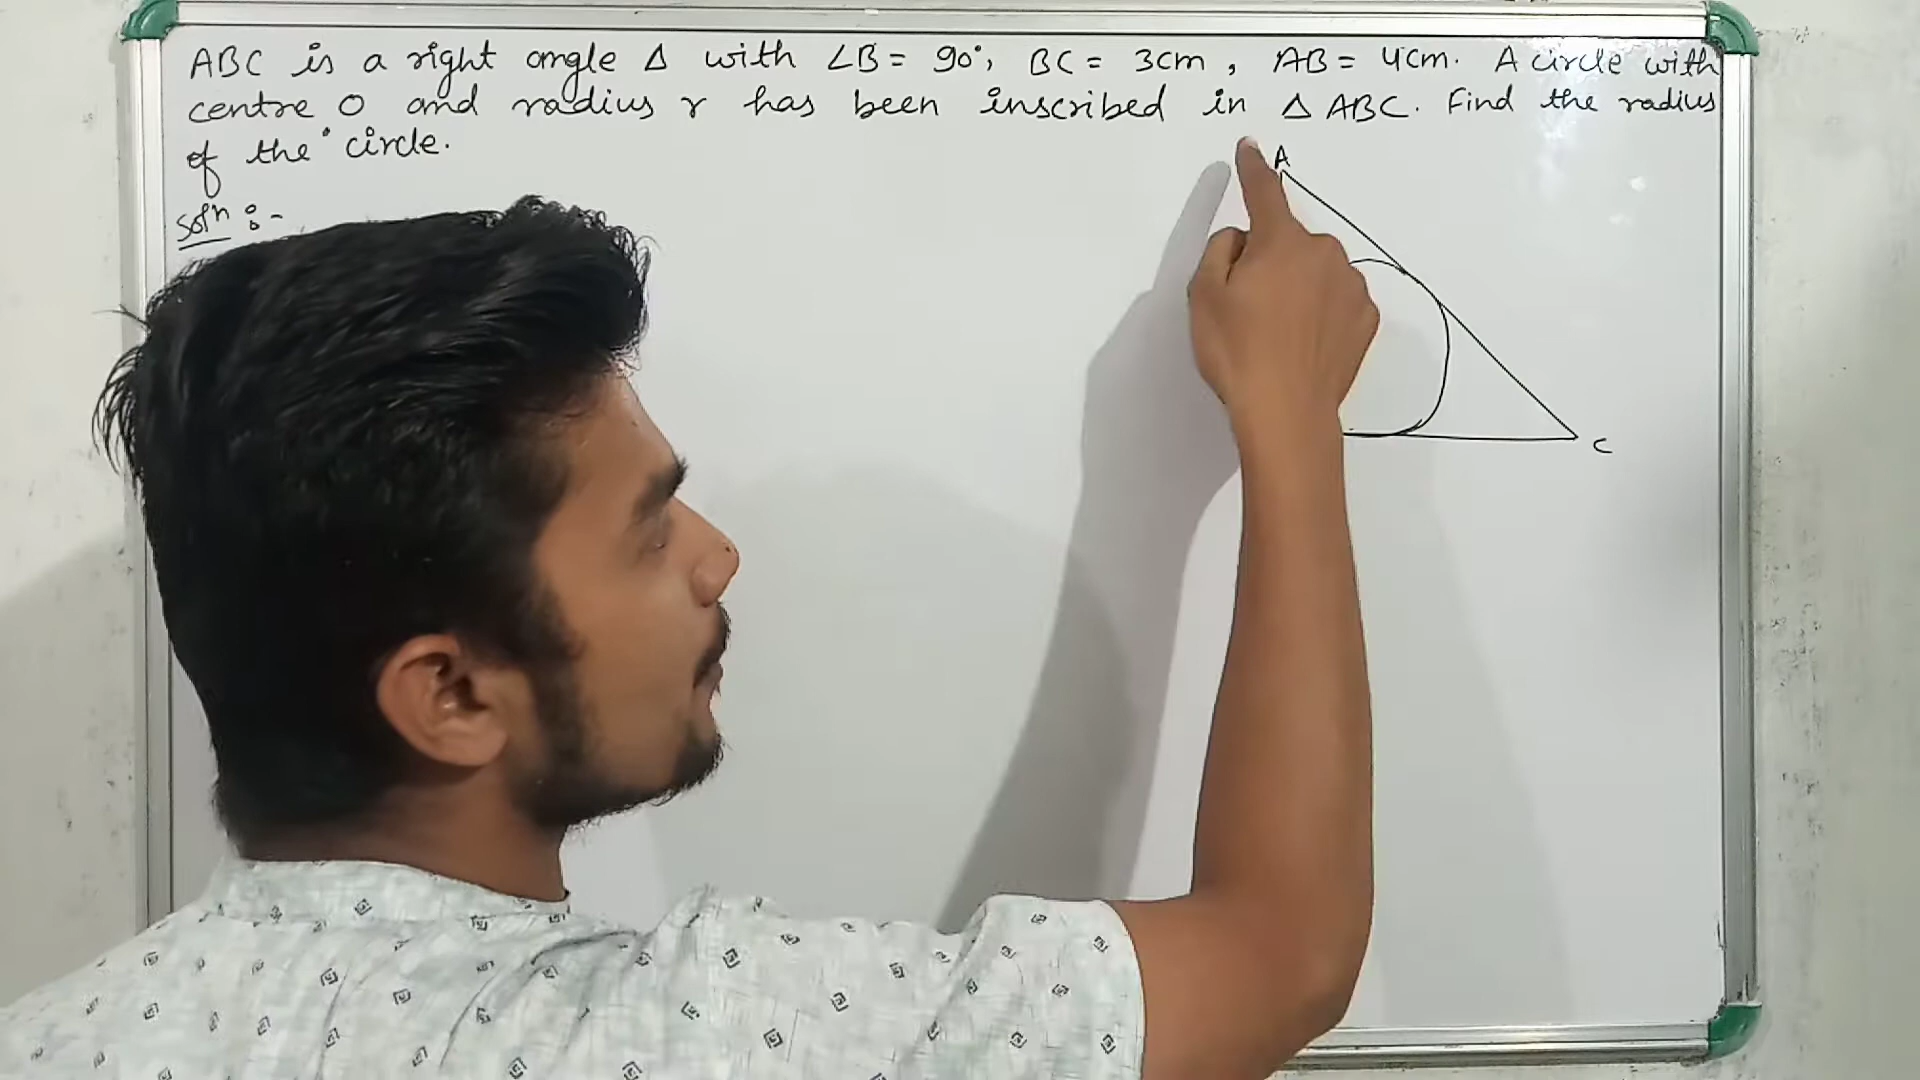 ABC is a right angle Δ with ∠B = 90°, BC = 3cm, AB = 4cm. A circle with
centre O and radius r has been inscribed in Δ ABC. Find the radius
of the circle.
A
Solⁿ :-
C